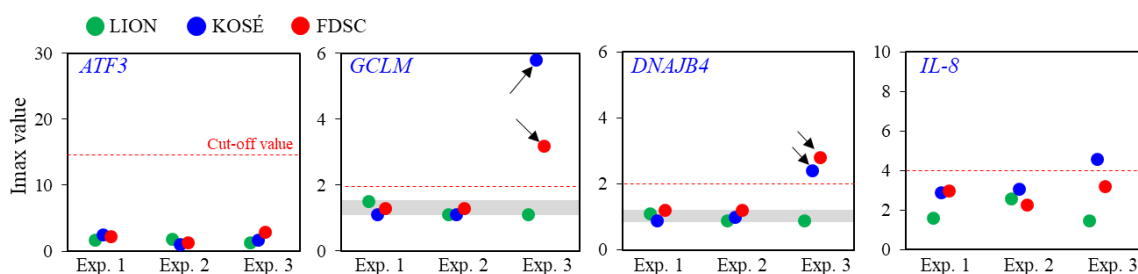 LION KOSÉ FDSC
Imax value
30
20
10
0
ATF3
Cut-off value
Exp. 1 Exp. 2 Exp. 3
6
4
2
0
GCLM
Exp. 1 Exp. 2 Exp. 3
6
4
2
0
DNAJB4
Exp. 1 Exp. 2 Exp. 3
10
8
6
4
2
0
IL-8
Exp. 1 Exp. 2 Exp. 3